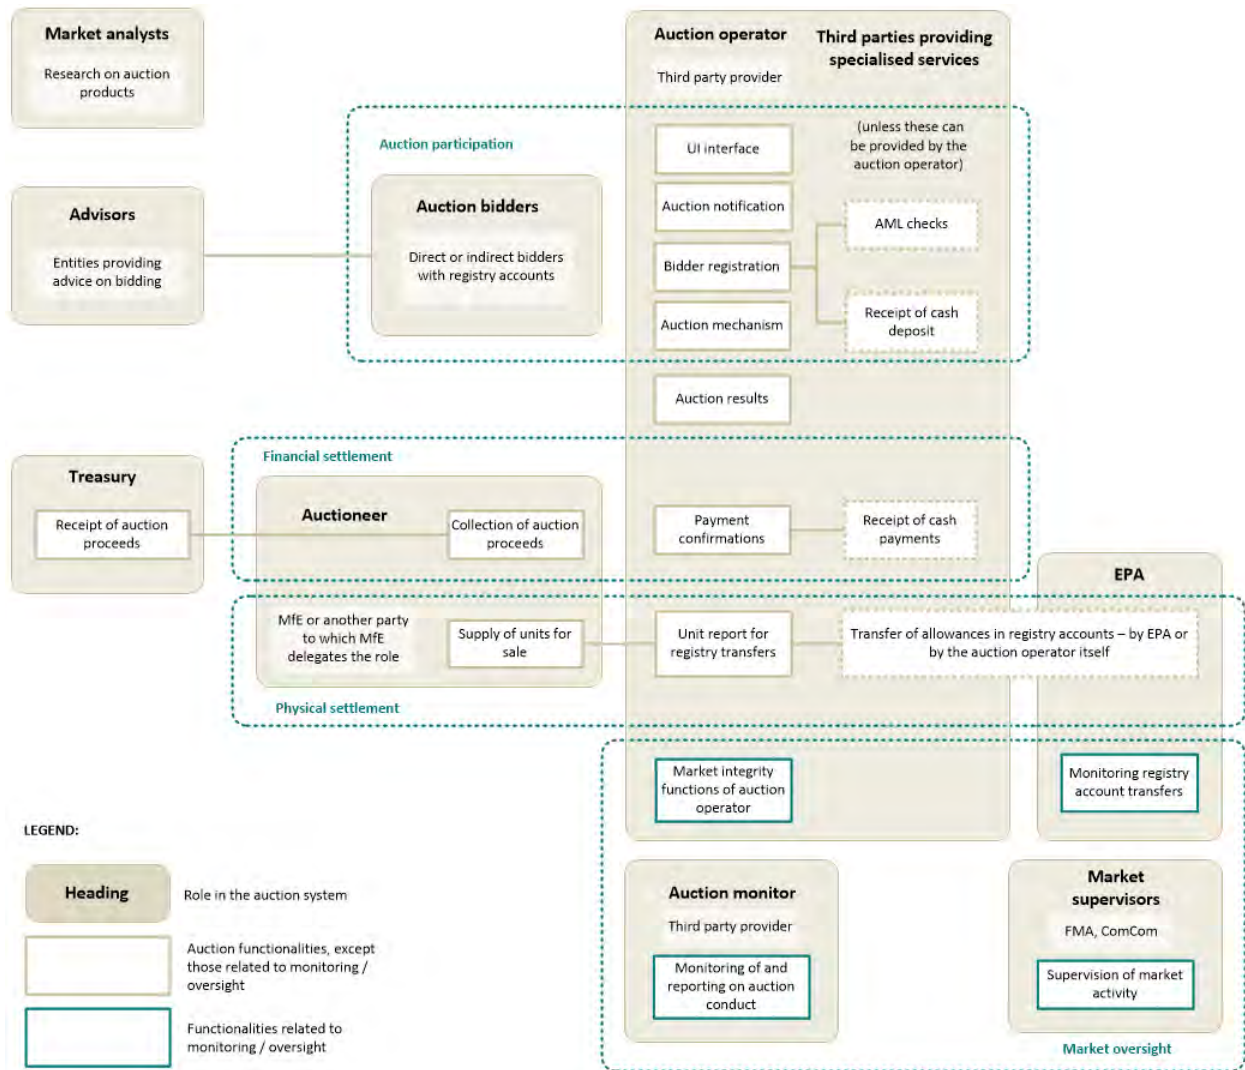 Market analysts
Research on auction
products
Advisors
Entities providing
advice on bidding
Auction participation
Auction bidders
Direct or indirect bidders
with registry accounts
Auction operator
Third party provider
Third parties providing
specialised services
(unless these can
be provided by the
auction operator)
UI interface
Auction notification
Bidder registration
Auction mechanism
Auction results
AML checks
Receipt of cash
deposit
Financial settlement
Treasury
Receipt of auction
proceeds
Auctioneer
Collection of auction
proceeds
Payment
confirmations
Receipt of cash
payments
EPA
MfE or another party
to which MfE
delegates the role
Supply of units for
sale
Unit report for
registry transfers
Transfer of allowances in registry accounts – by EPA or
by the auction operator itself
Physical settlement
Market integrity
functions of auction
operator
Monitoring registry
account transfers
Auction monitor
Third party provider
Monitoring of and
reporting on auction
conduct
Market
supervisors
FMA, ComCom
Supervision of market
activity
Market oversight
LEGEND:
Heading
Role in the auction system
Auction functionalities, except
those related to monitoring /
oversight
Functionalities related to
monitoring / oversight